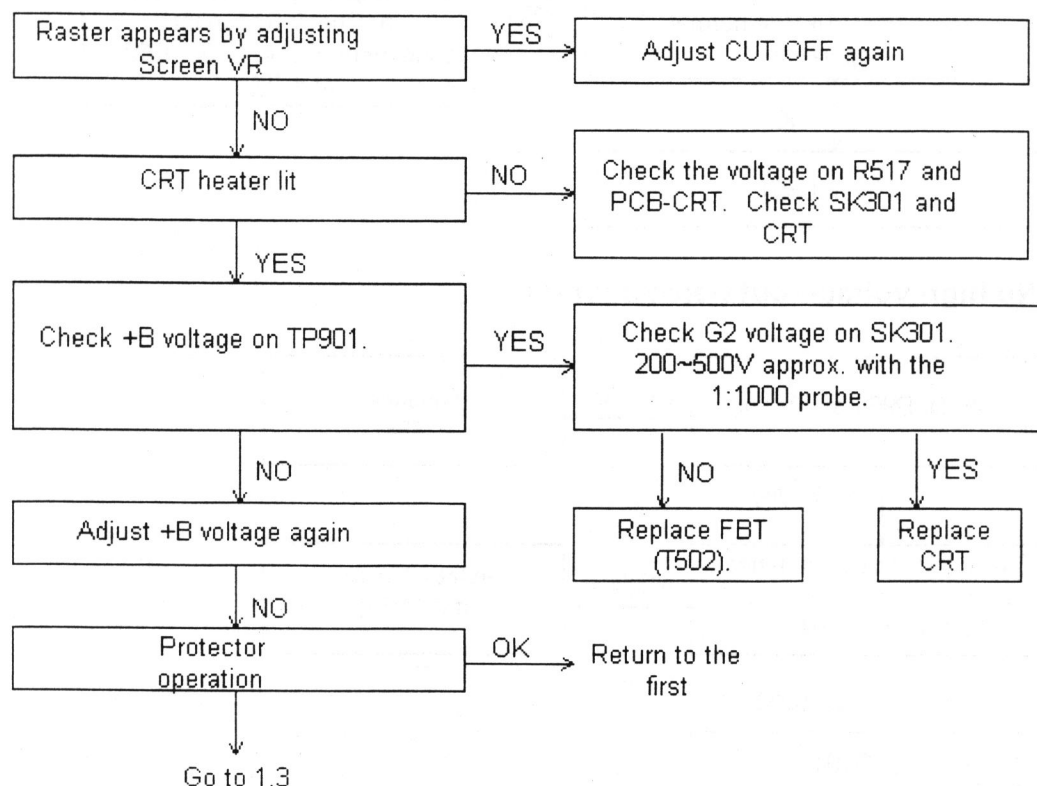 Raster appears by adjusting
Screen VR
YES
Adjust CUT OFF again
NO
CRT heater lit
NO
Check the voltage on R517 and
PCB-CRT. Check SK301 and
CRT
YES
Check +B voltage on TP901.
YES
Check G2 voltage on SK301.
200~500V approx. with the
1:1000 probe.
NO
NO
YES
Adjust +B voltage again
Replace FBT
(T502).
Replace
CRT
NO
Protector
operation
OK
Return to the
first
Go to 1.3